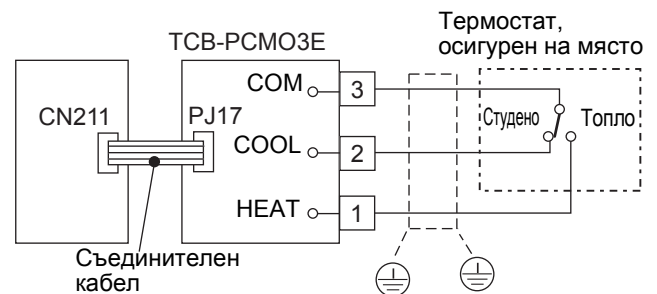 Термостат,
осигурен на място
TCB-PCMO3E
COM
3
CN211
PJ17
Студено
Топло
COOL
2
HEAT
1
Съединителен
кабел